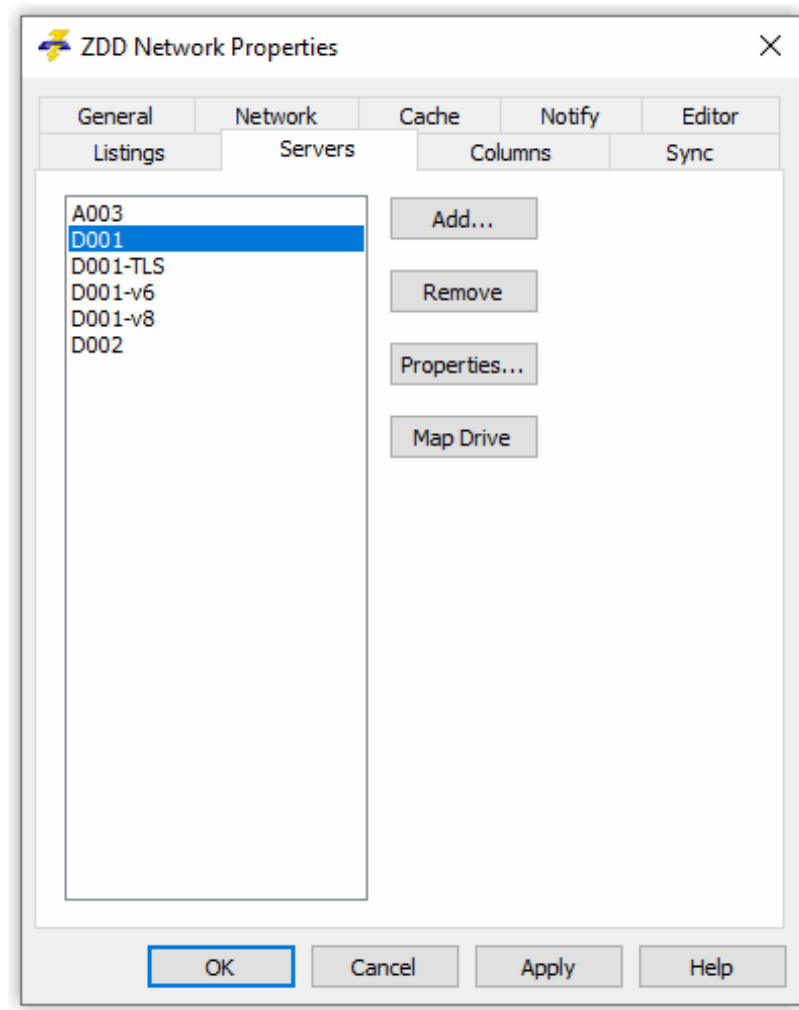 ZDD Network Properties
General Network Cache Notify Editor
Listings Servers Columns Sync
A003
D001
D001-TLS
D001-v6
D001-v8
D002
Add...
Remove
Properties...
Map Drive
OK Cancel Apply Help